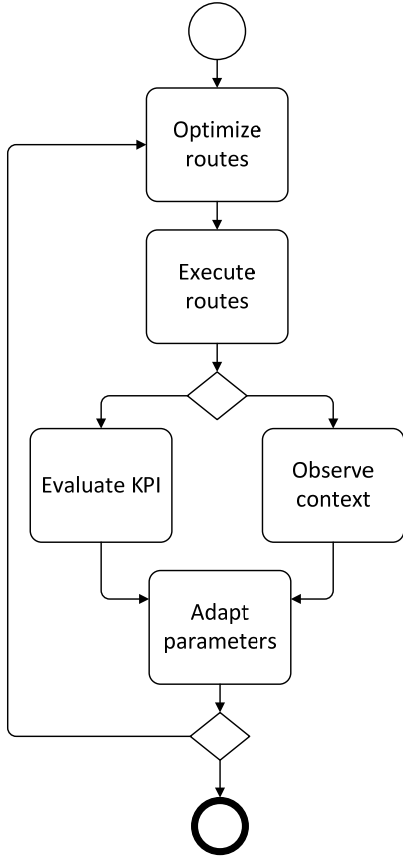 Optimize
routes
Execute
routes
Evaluate KPI
Observe
context
Adapt
parameters